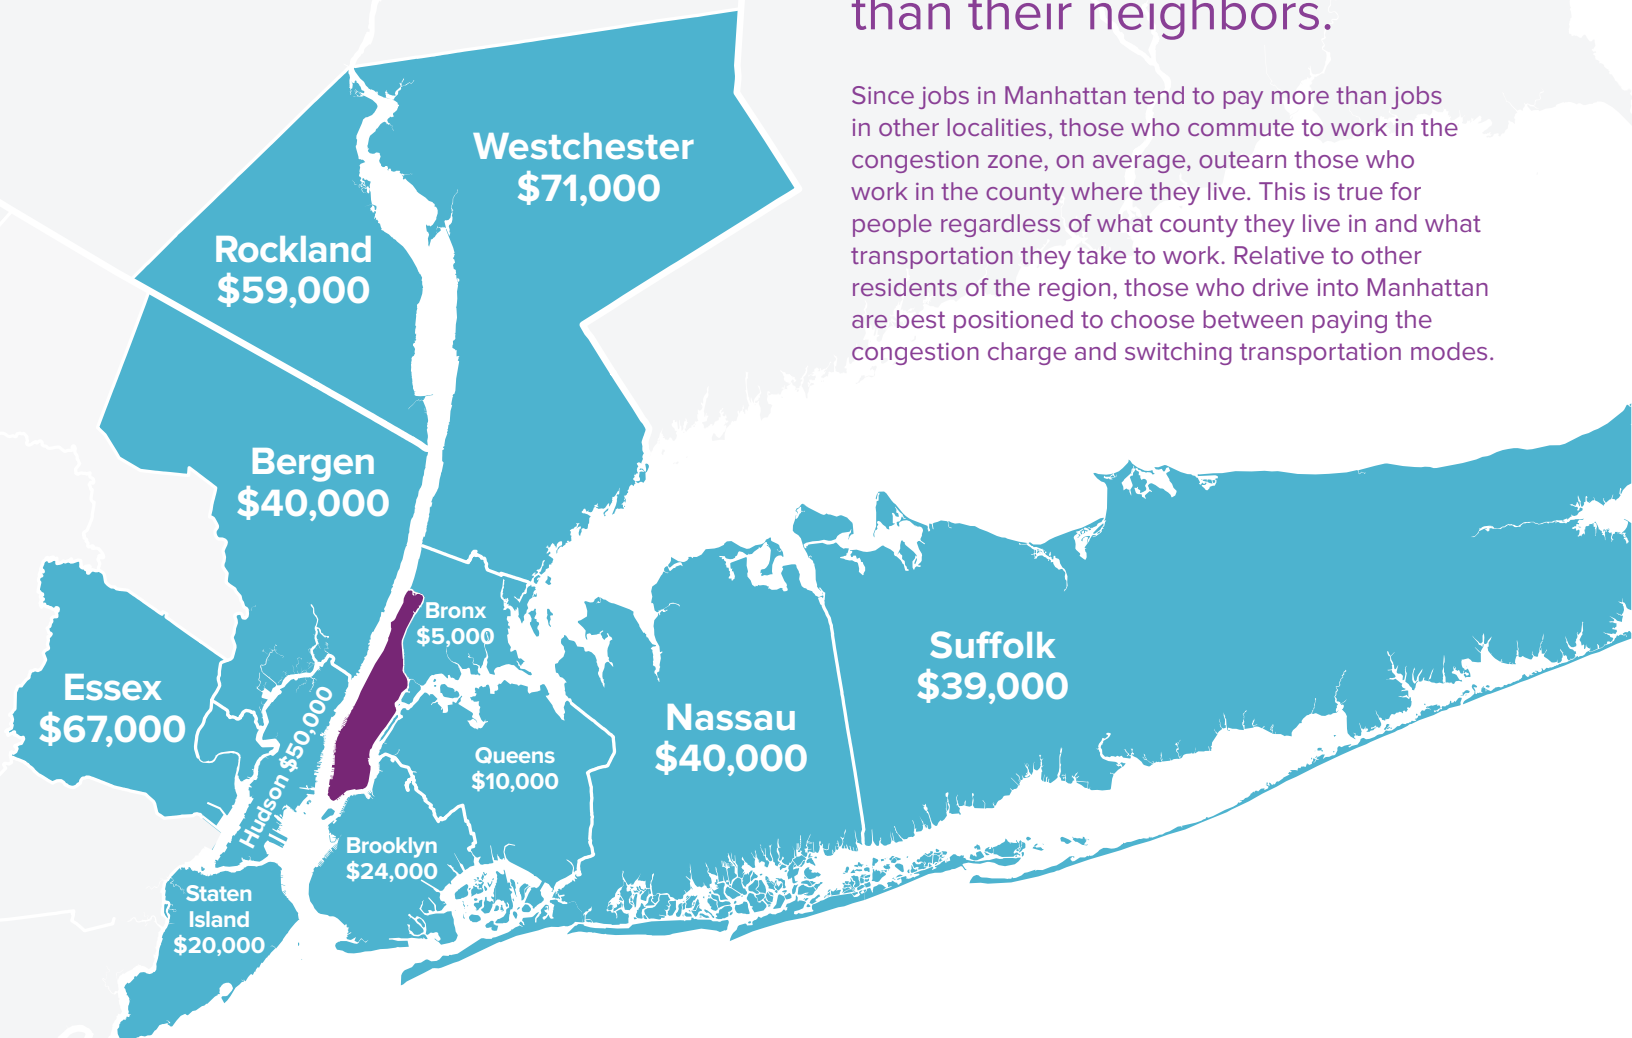 than their neighbors.
Since jobs in Manhattan tend to pay more than jobs
in other localities, those who commute to work in the
congestion zone, on average, outearn those who
work in the county where they live. This is true for
people regardless of what county they live in and what
transportation they take to work. Relative to other
residents of the region, those who drive into Manhattan
are best positioned to choose between paying the
congestion charge and switching transportation modes.
Westchester
$71,000
Rockland
$59,000
Bergen
$40,000
Bronx
$5,000
Essex
$67,000
Hudson $50,000
Suffolk
$39,000
Nassau
$40,000
Queens
$10,000
Brooklyn
$24,000
Staten
Island
$20,000